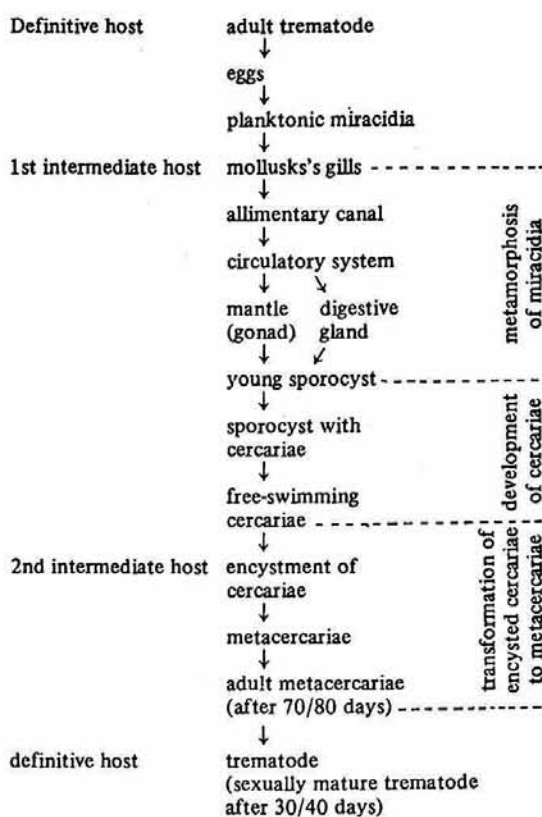 Definitive host adult trematode
↓
eggs
↓
planktonic miracidia
↓
1st intermediate host mollusks's gills
↓
allimentary canal
↓
circulatory system
↓ ↘
mantle digestive
(gonad) gland
↓ ↙
young sporocyst
↓
sporocyst with
cercariae
↓
free-swimming
cercariae
↓
2nd intermediate host encystment of
cercariae
↓
metacercariae
↓
adult metacercariae
(after 70/80 days)
↓
definitive host trematode
(sexually mature trematode
after 30/40 days)
metamorphosis
of miracidia
development
of cercariae
transformation of
encysted cercariae
to metacercariae